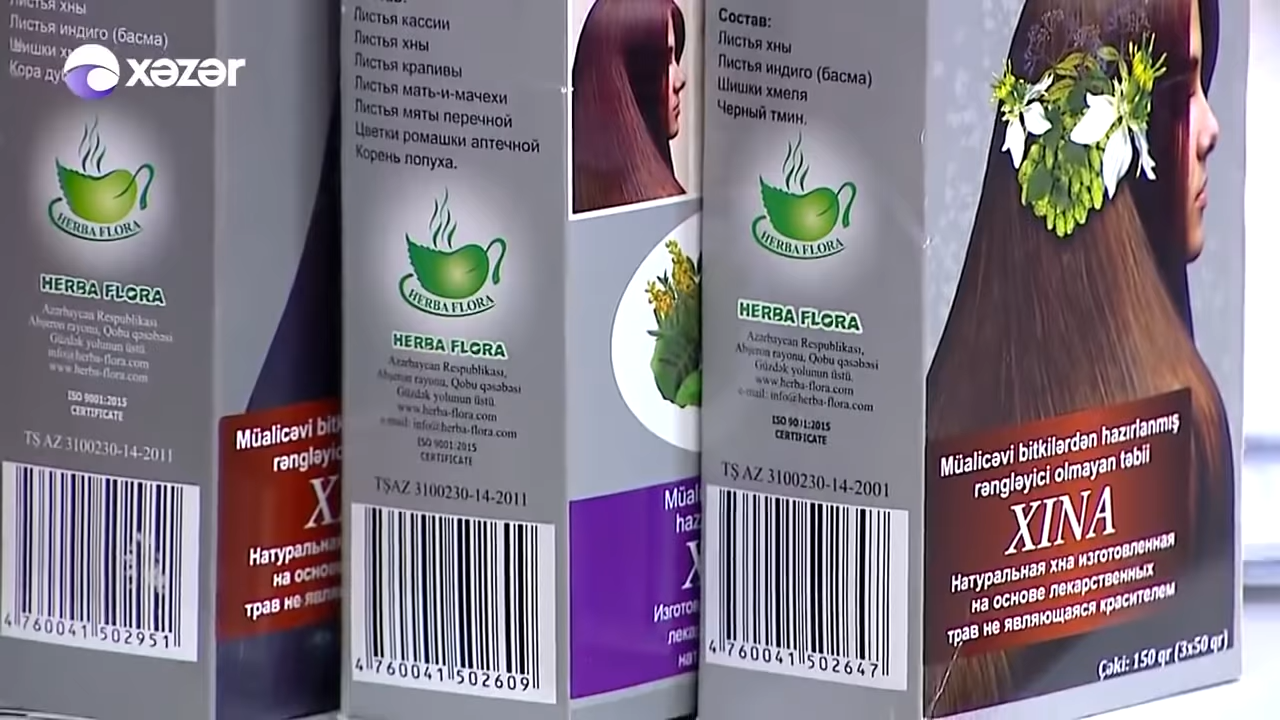 xəzər
Листья хны
Листья индиго (басма)
Шишки
Кора
HERBA FLORA
HERBA FLORA
Azərbaycan Respublikası,
Abşeron rayonu, Qobu qəsəbəsi
Güzdək yolunun üstü.
www.herba-flora.com
info@herba-flora.com
ISO 9001:2015
CERTIFICATE
TŞ AZ 3100230-14-2011
4 760041 502951
Müalicəvi
X
Натуральная
на основе
трав не
Листья кассии
Листья хны
Листья крапивы
Листья мать-и-мачехи
Листья мяты перечной
Цветки ромашки аптечной
Корень лопуха.
HERBA FLORA
HERBA FLORA
Azərbaycan Respublikası,
Abşeron rayonu, Qobu qəsəbəsi
Güzdək yolunun üstü.
www.herba-flora.com
e-mail: info@herba-flora.com
ISO 9001:2015
CERTIFICATE
TŞAZ 3100230-14-2011
4 760041 502609
Состав:
Листья хны
Листья индиго (басма)
Шишки хмеля
Черный тмин.
HERBA FLORA
HERBA FLORA
Azərbaycan Respublikası,
Abşeron rayonu, Qobu qəsəbəsi
Güzdək yolunun üstü.
www.herba-flora.com
e-mail: info@herba-flora.com
ISO 9001:2015
CERTIFICATE
TŞ AZ 3100230-14-2001
4 760041 502647
Müalicəvi bitkilərdən hazırlanmış
rəngləyici olmayan təbii
XINA
Натуральная хна изготовленная
на основе лекарственных
трав не являющаяся красителем
Çəki: 150 qr (3x50 qr)